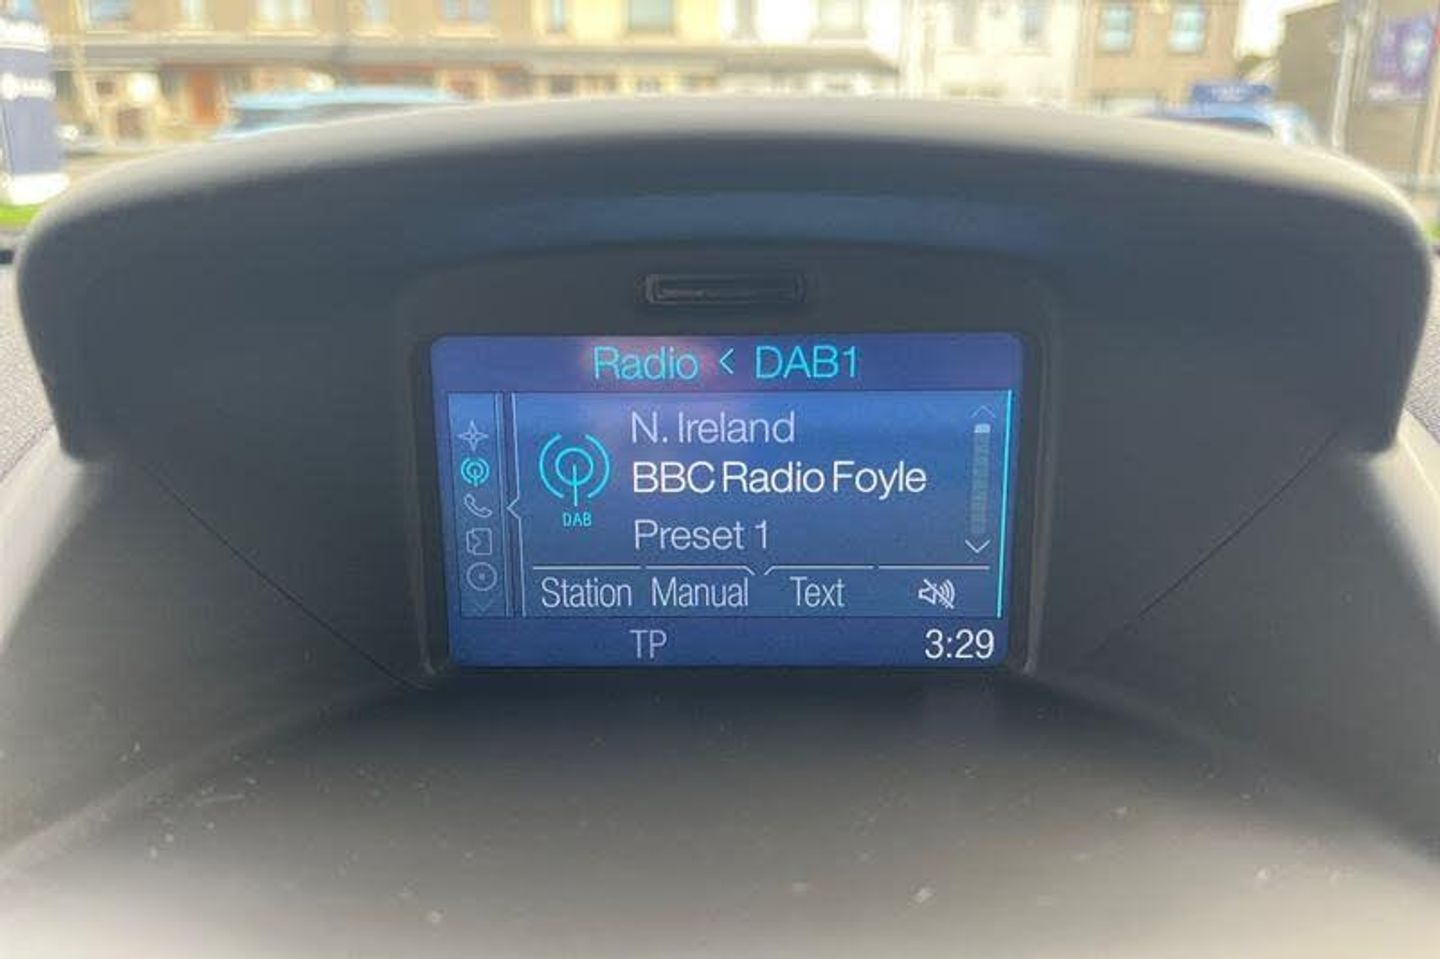 Radio < DAB1
N. Ireland
BBC Radio Foyle
DAB
Preset 1
Station Manual Text
TP 3:29